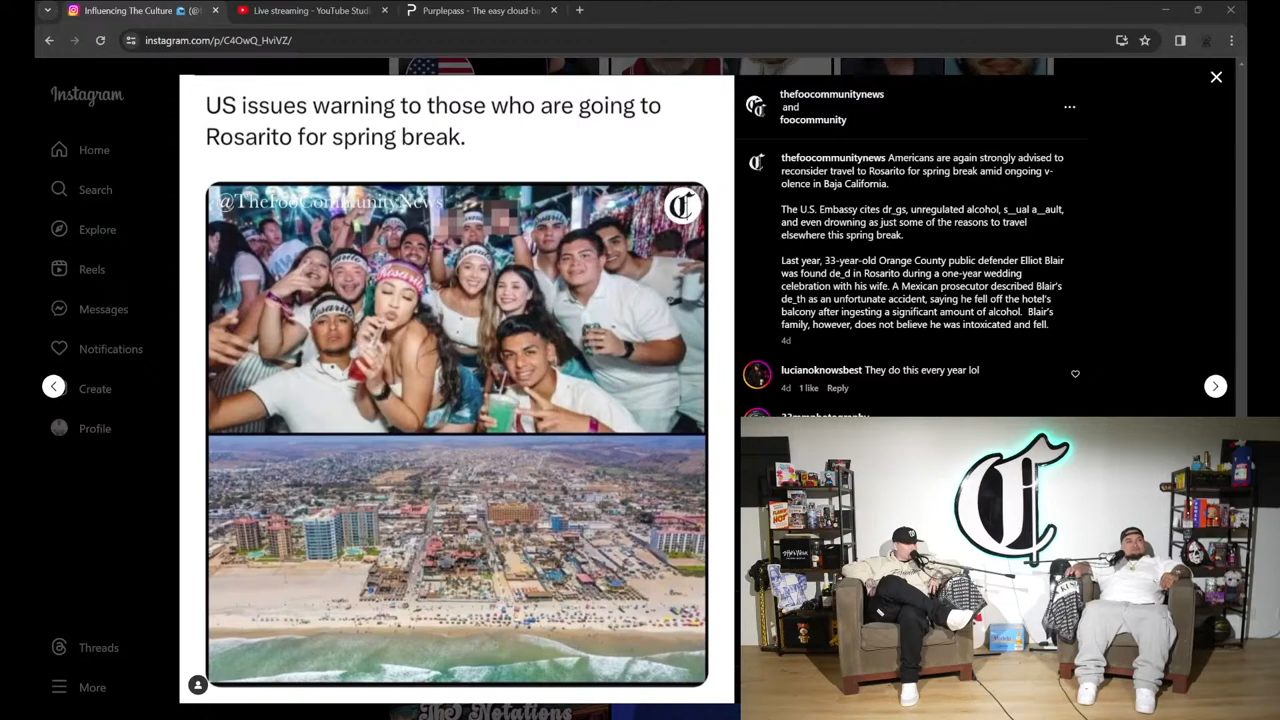 Influencing The Culture
Live streaming - YouTube Studi
Purplepass - The easy cloud-ba
instagram.com/p/C4OwQ_HviVZ/
Instagram
Home
Search
Explore
Reels
Messages
Notifications
Create
Profile
Threads
More
US issues warning to those who are going to
Rosarito for spring break.
@TheFooCommunityNews
Rosarito
thefoocommunitynews
and
foocommunity
thefoocommunitynews Americans are again strongly advised to
reconsider travel to Rosarito for spring break amid ongoing v-
olence in Baja California.
The U.S. Embassy cites dr_gs, unregulated alcohol, s__ual a__ault,
and even drowning as just some of the reasons to travel
elsewhere this spring break.
Last year, 33-year-old Orange County public defender Elliot Blair
was found de_d in Rosarito during a one-year wedding
celebration with his wife. A Mexican prosecutor described Blair's
de_th as an unfortunate accident, saying he fell off the hotel's
balcony after ingesting a significant amount of alcohol. Blair's
family, however, does not believe he was intoxicated and fell.
4d
lucianoknowsbest They do this every year lol
4d 1 like Reply
The Notations